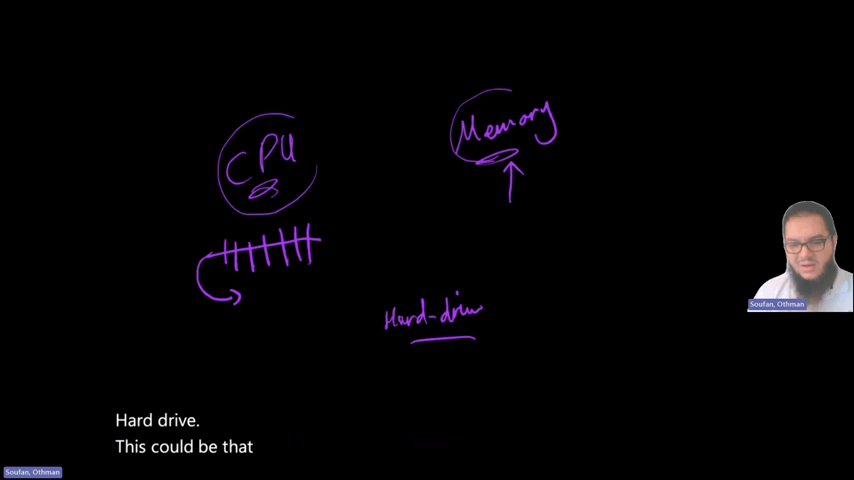 Memory
CPU
Soufan, Othman
Hard-drive
Hard drive.
This could be that
Soufan, Othman